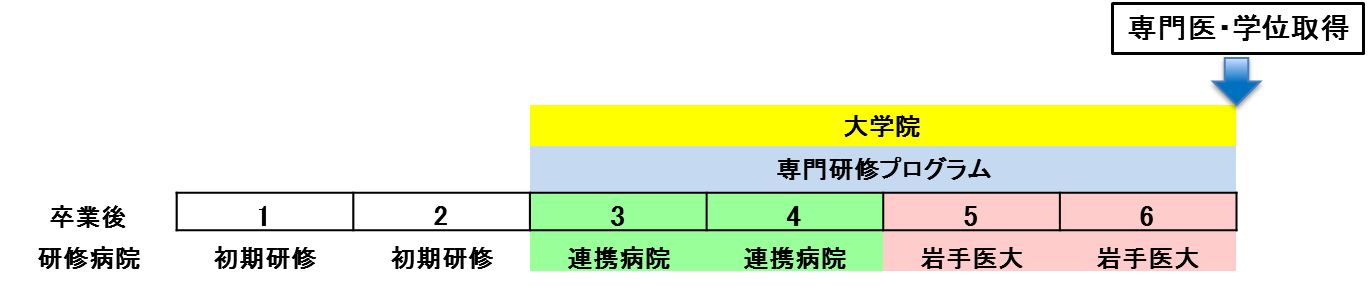 専門医・学位取得
大学院
専門研修プログラム
卒業後 1 2 3 4 5 6
研修病院 初期研修 初期研修 連携病院 連携病院 岩手医大 岩手医大